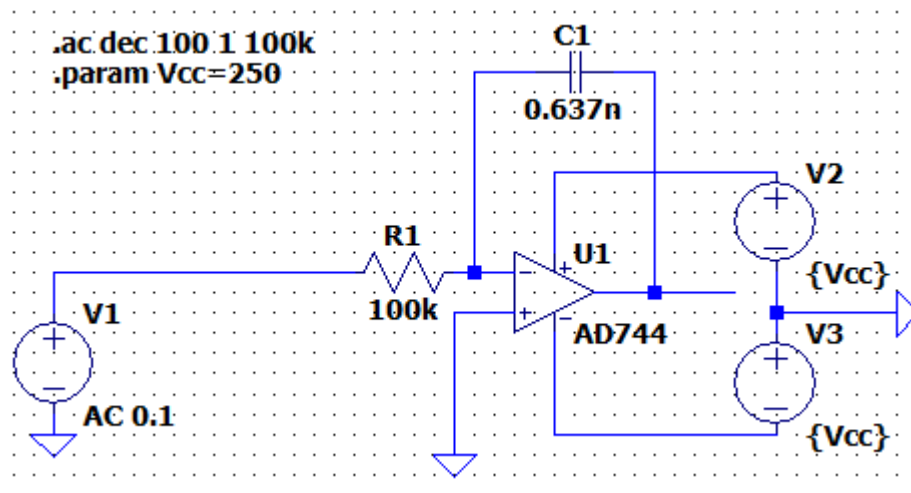 .ac dec 100 1 100k
.param Vcc=250
C1
0.637n
V2
{Vcc}
R1
100k
U1
AD744
V1
AC 0.1
V3
{Vcc}